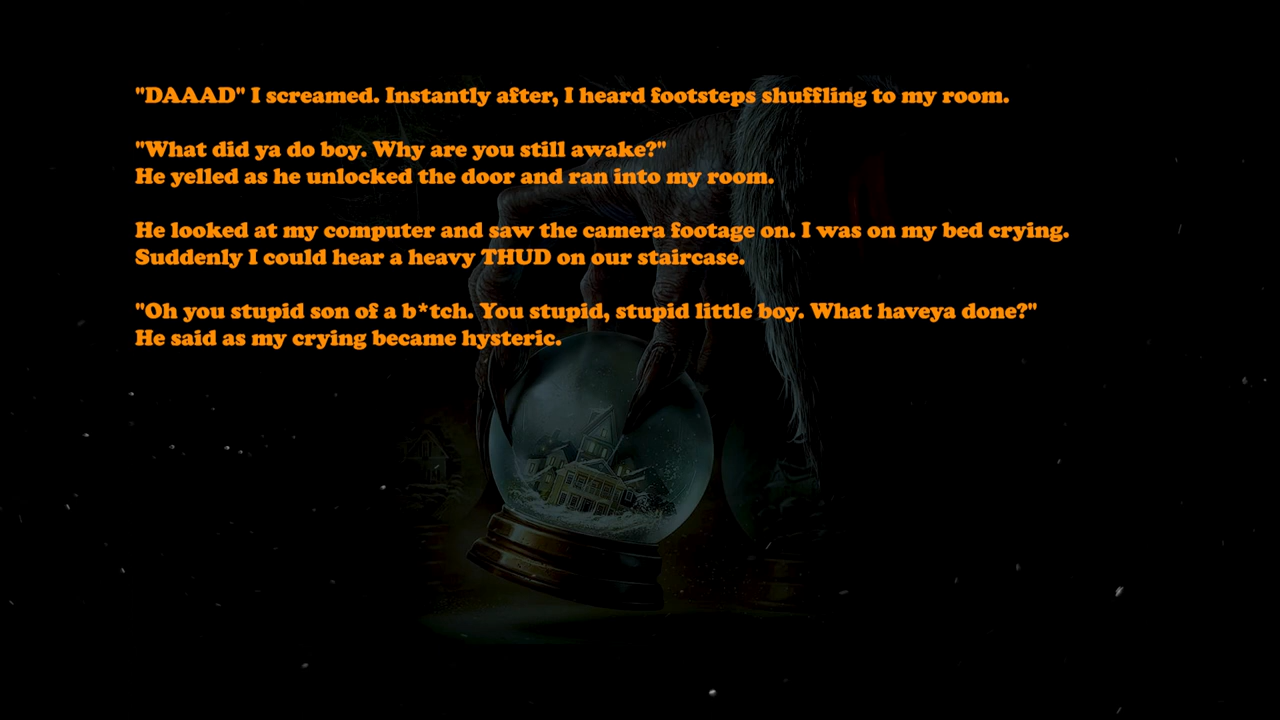 "DAAAD" I screamed. Instantly after, I heard footsteps shuffling to my room.
"What did ya do boy. Why are you still awake?"
He yelled as he unlocked the door and ran into my room.
He looked at my computer and saw the camera footage on. I was on my bed crying.
Suddenly I could hear a heavy THUD on our staircase.
"Oh you stupid son of a b*tch. You stupid, stupid little boy. What haveya done?"
He said as my crying became hysteric.